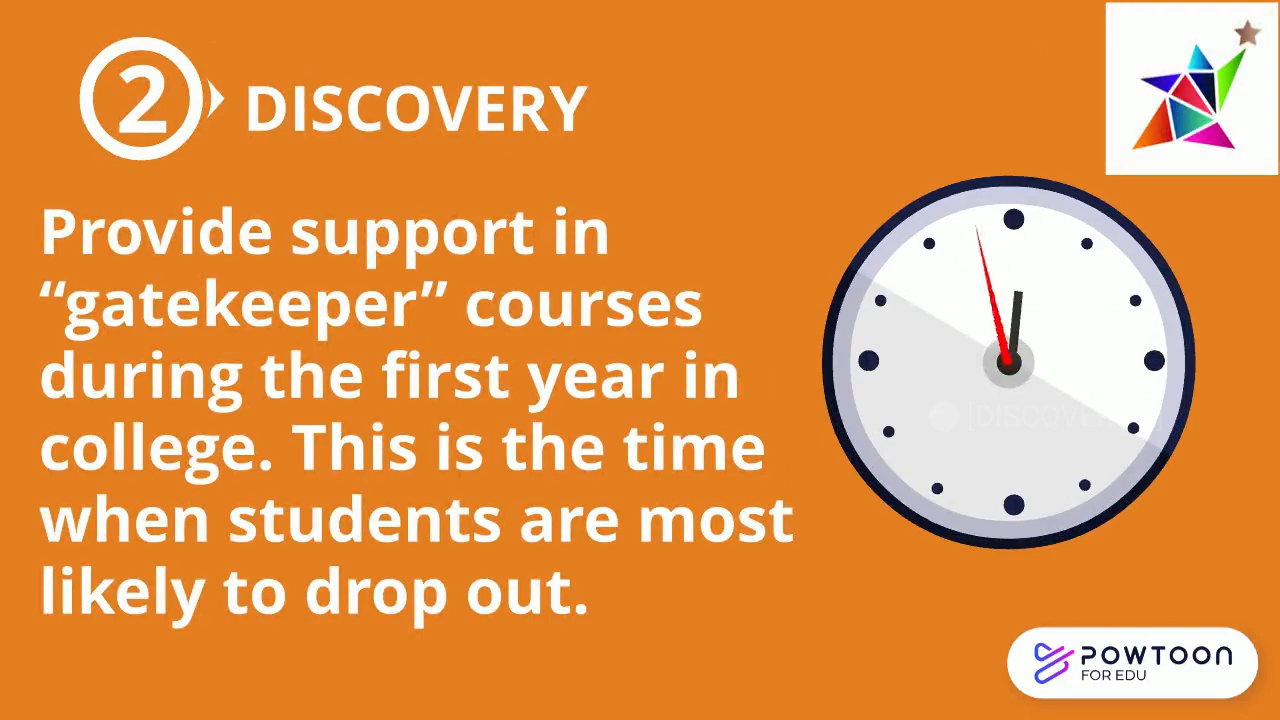 2 DISCOVERY
Provide support in
“gatekeeper” courses
during the first year in
college. This is the time
when students are most
likely to drop out.
[DISCOVER
POWTOON
FOR EDU